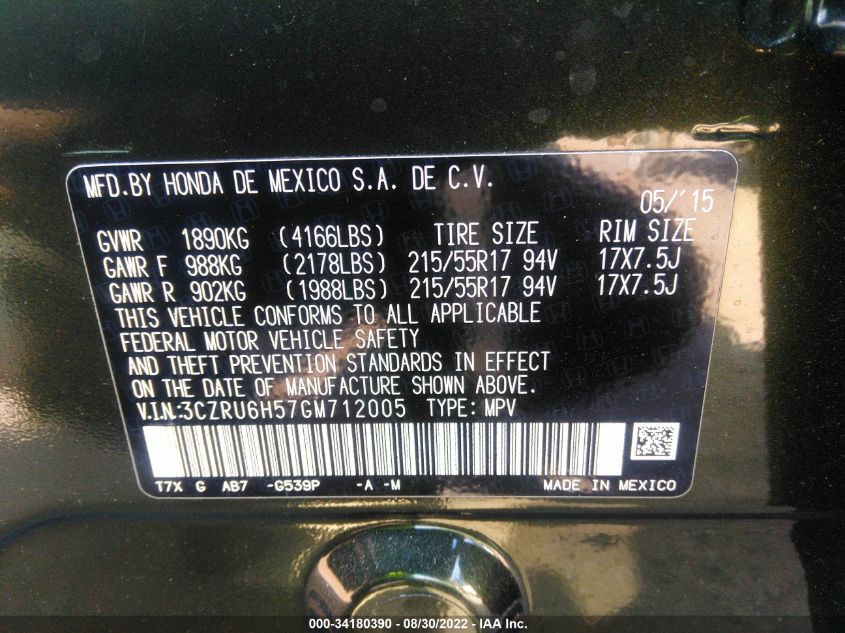 MFD.BY HONDA DE MEXICO S.A. DE C.V.
05/'15
GVWR 1890KG (4166LBS) TIRE SIZE RIM SIZE
GAWR F 988KG (2178LBS) 215/55R17 94V 17X7.5J
GAWR R 902KG (1988LBS) 215/55R17 94V 17X7.5J
THIS VEHICLE CONFORMS TO ALL APPLICABLE
FEDERAL MOTOR VEHICLE SAFETY
AND THEFT PREVENTION STANDARDS IN EFFECT
ON THE DATE OF MANUFACTURE SHOWN ABOVE.
V.I.N:3CZRU6H57GM712005 TYPE: MPV
T7X G AB7 -G539P -A -M MADE IN MEXICO
000-34180390 - 08/30/2022 - IAA Inc.